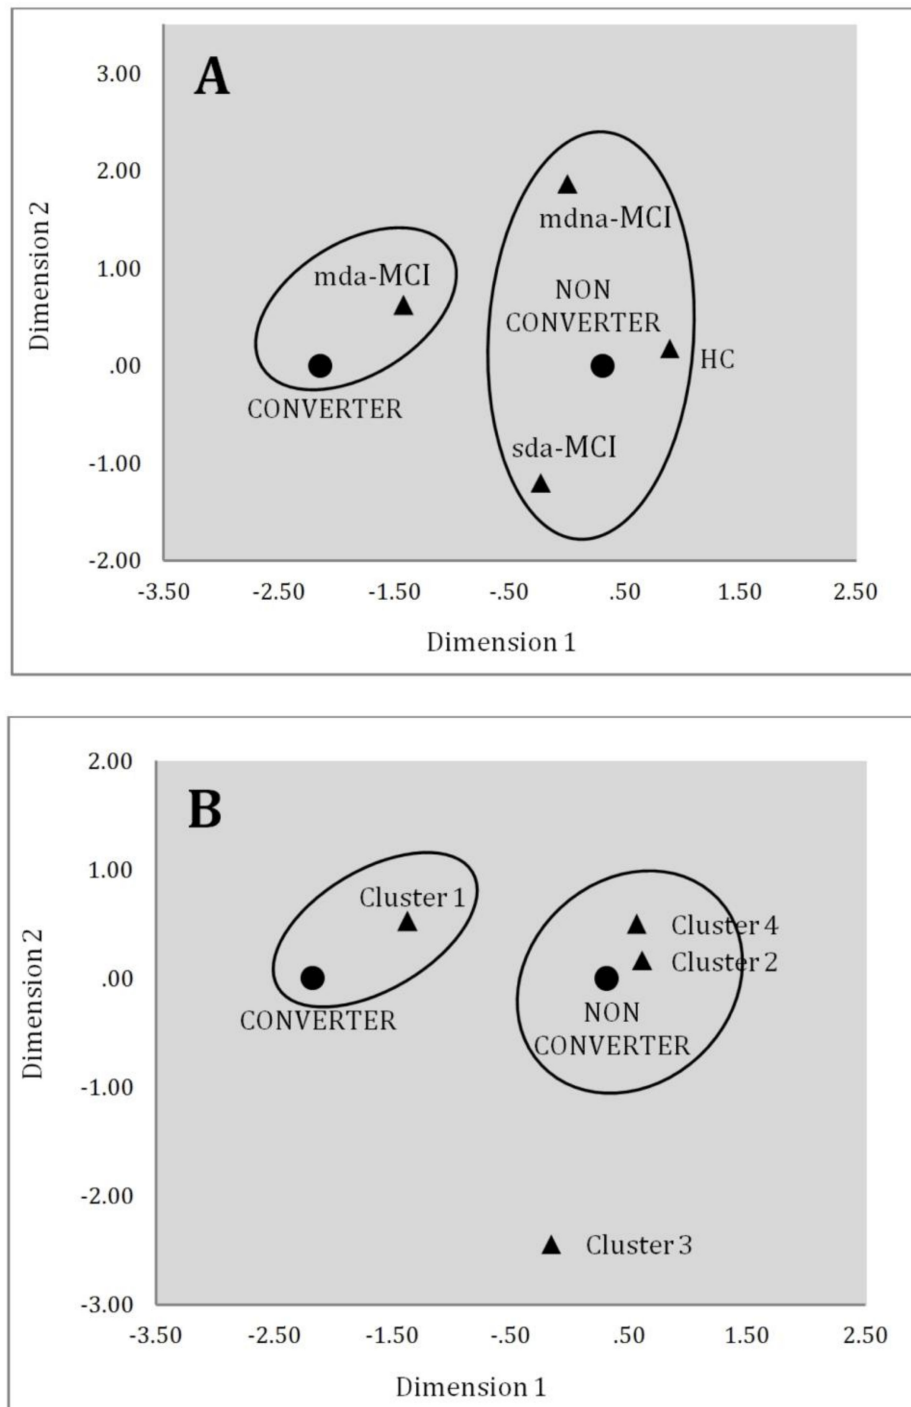 A
3.00
2.00
1.00
.00
-1.00
-2.00
Dimension 2
mdna-MCI
mda-MCI
NON
CONVERTER
HC
CONVERTER
sda-MCI
-3.50 -2.50 -1.50 -.50 .50 1.50 2.50
Dimension 1
B
2.00
1.00
.00
-1.00
-2.00
-3.00
Dimension 2
Cluster 1
Cluster 4
Cluster 2
CONVERTER
NON
CONVERTER
Cluster 3
-3.50 -2.50 -1.50 -.50 .50 1.50 2.50
Dimension 1